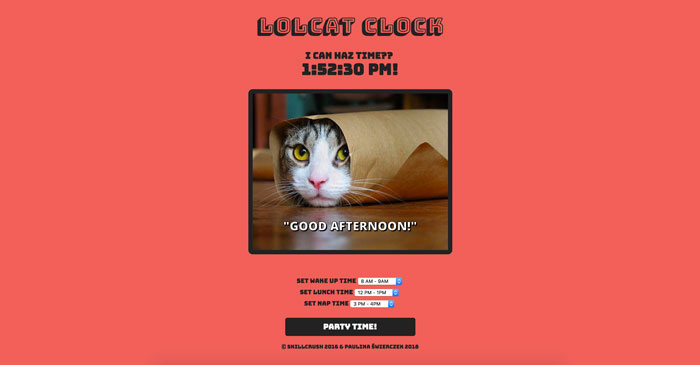 LOLCAT CLOCK
I CAN HAZ TIME??
1:52:30 PM!
"GOOD AFTERNOON!"
SET WAKE UP TIME 8 AM - 9AM
SET LUNCH TIME 12 PM - 1PM
SET NAP TIME 3 PM - 4PM
PARTY TIME!
© SKILLCRUSH 2016 & PAULINA ŚWIERCZEK 2016